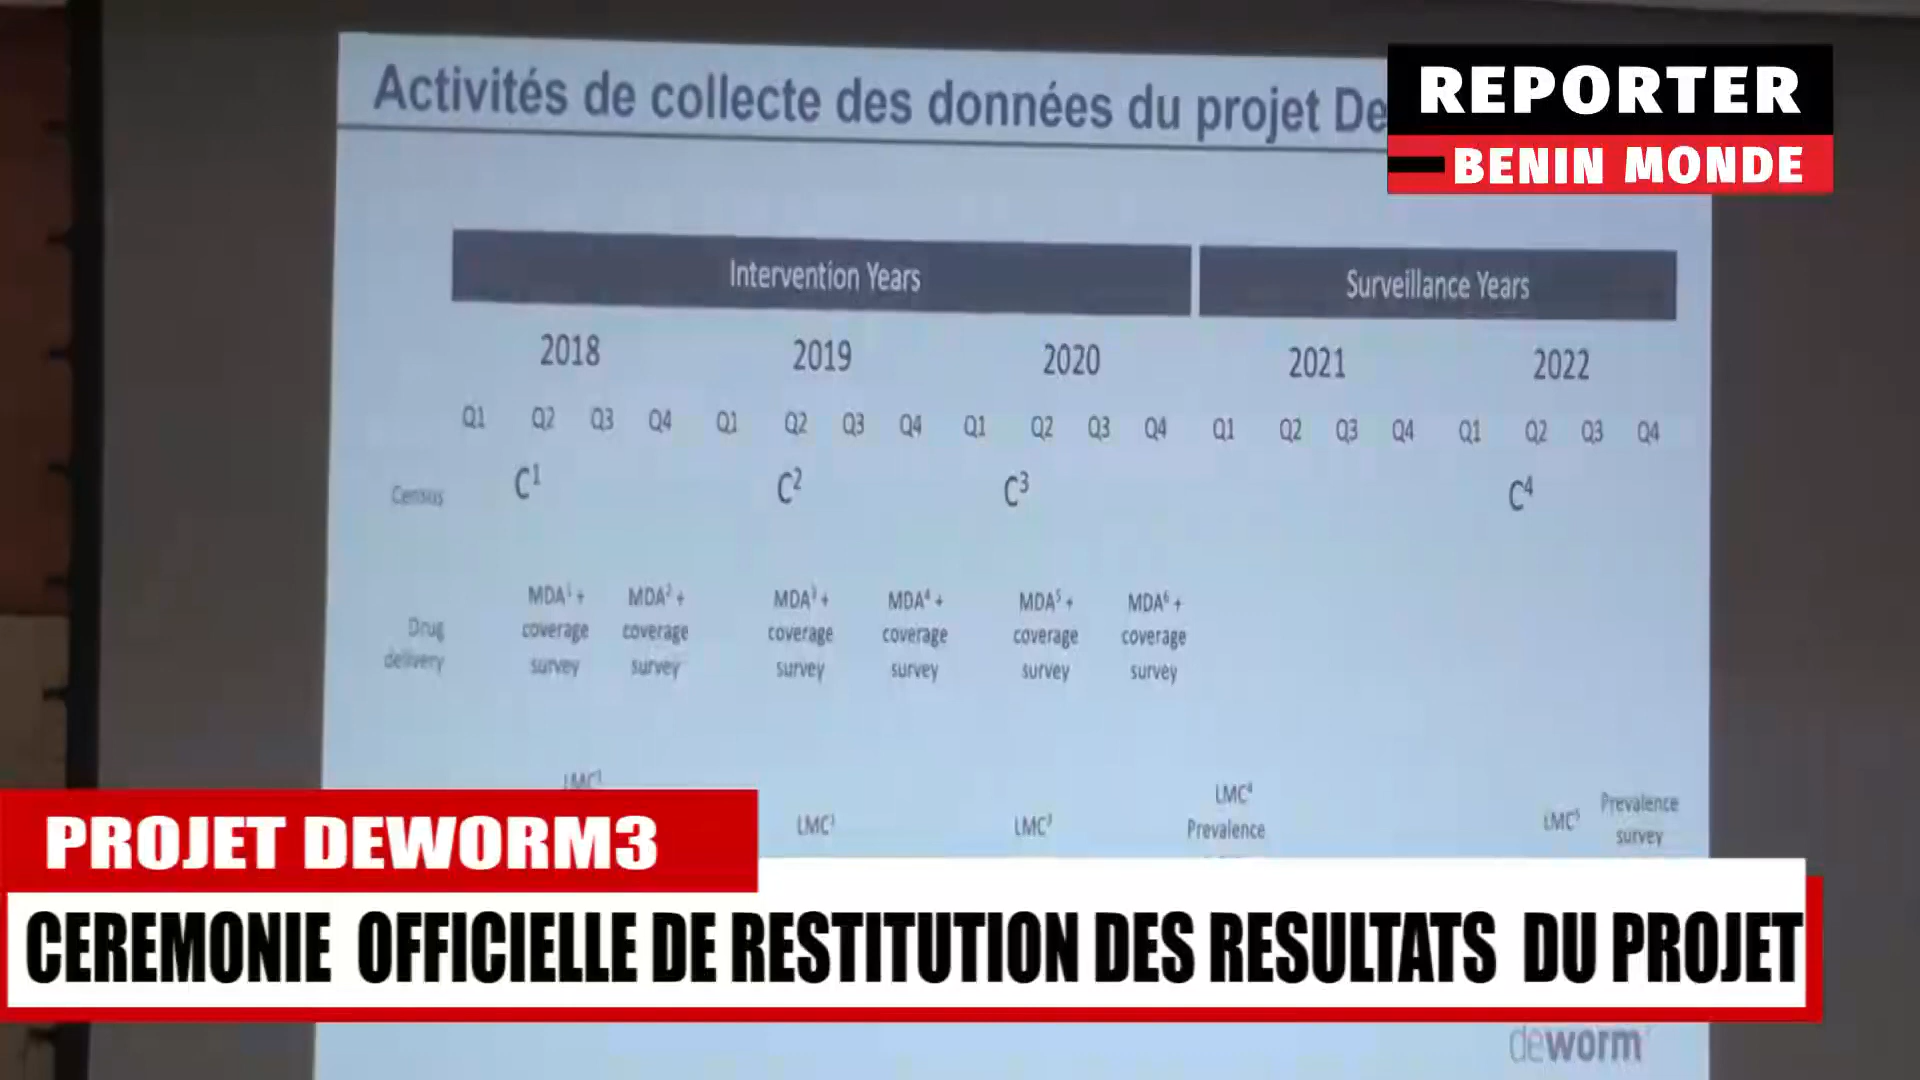 Activités de collecte des données du projet De
REPORTER
BENIN MONDE
Intervention Years Surveillance Years
2018 2019 2020 2021 2022
Q1 Q2 Q3 Q4 Q1 Q2 Q3 Q4 Q1 Q2 Q3 Q4 Q1 Q2 Q3 Q4 Q1 Q2 Q3 Q4
Census C¹ C² C³ C⁴
MDA¹ + MDA² + MDA³ + MDA⁴ + MDA⁵ + MDA⁶ +
Drug coverage coverage coverage coverage coverage coverage
delivery survey survey survey survey survey survey
LMC¹
LMC⁴
LMC LMC³ Prevalence LMC⁵ Prevalence
survey
PROJET DEWORM3
CEREMONIE OFFICIELLE DE RESTITUTION DES RESULTATS DU PROJET
deworm